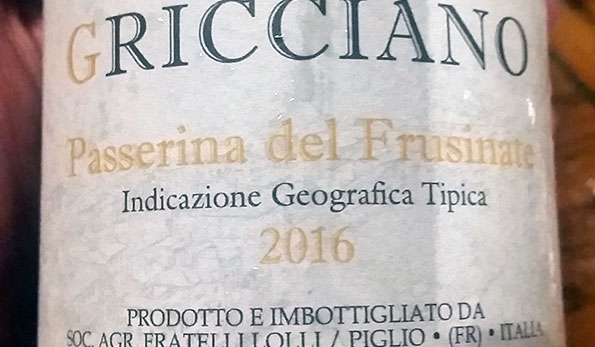 GRICCIANO
Passerina del Frusinate
Indicazione Geografica Tipica
2016
PRODOTTO E IMBOTTIGLIATO DA
SOC. AGR. FRATELLI LOLLI / PIGLIO • (FR) • ITALIA